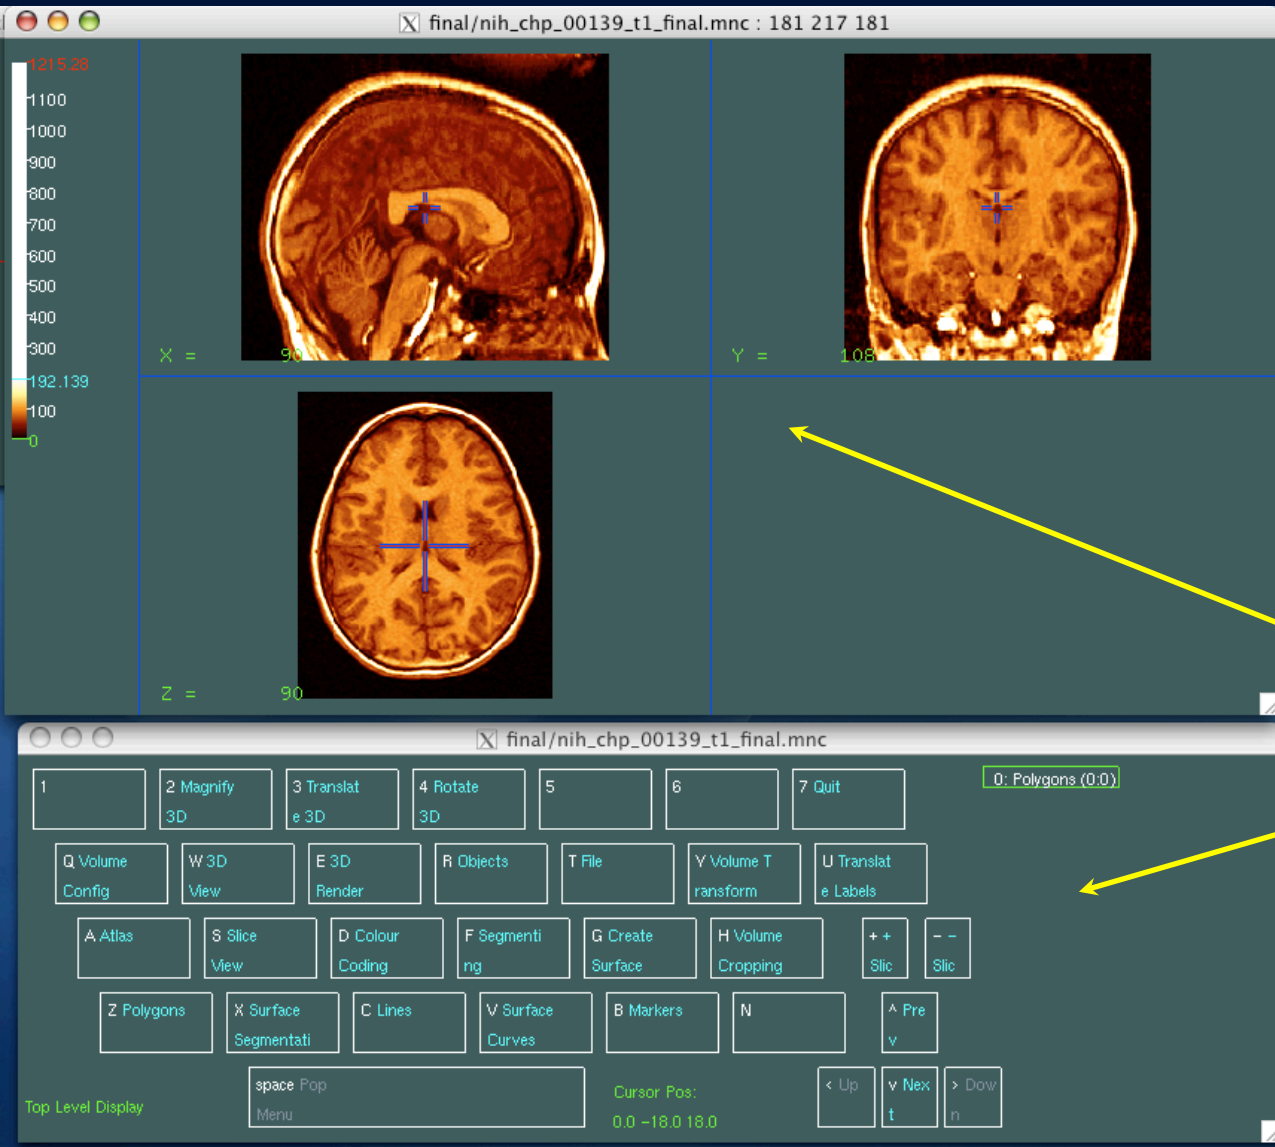 final/nih_chp_00139_t1_final.mnc : 181 217 181
1215.28
1100
1000
900
800
700
600
500
400
300
192.139
100
0
X = 90
Y = 108
Z = 90
final/nih_chp_00139_t1_final.mnc
1
2 Magnify
3D
3 Translat
e 3D
4 Rotate
3D
5
6
7 Quit
0: Polygons (0:0)
Q Volume
Config
W 3D
View
E 3D
Render
R Objects
T File
Y Volume T
ransform
U Translat
e Labels
A Atlas
S Slice
View
D Colour
Coding
F Segmenti
ng
G Create
Surface
H Volume
Cropping
+ +
Slic
- -
Slic
Z Polygons
X Surface
Segmentati
C Lines
V Surface
Curves
B Markers
N
^ Pre
v
space Pop
Menu
Cursor Pos:
0.0 -18.0 18.0
< Up
v Nex
t
> Dow
n
Top Level Display